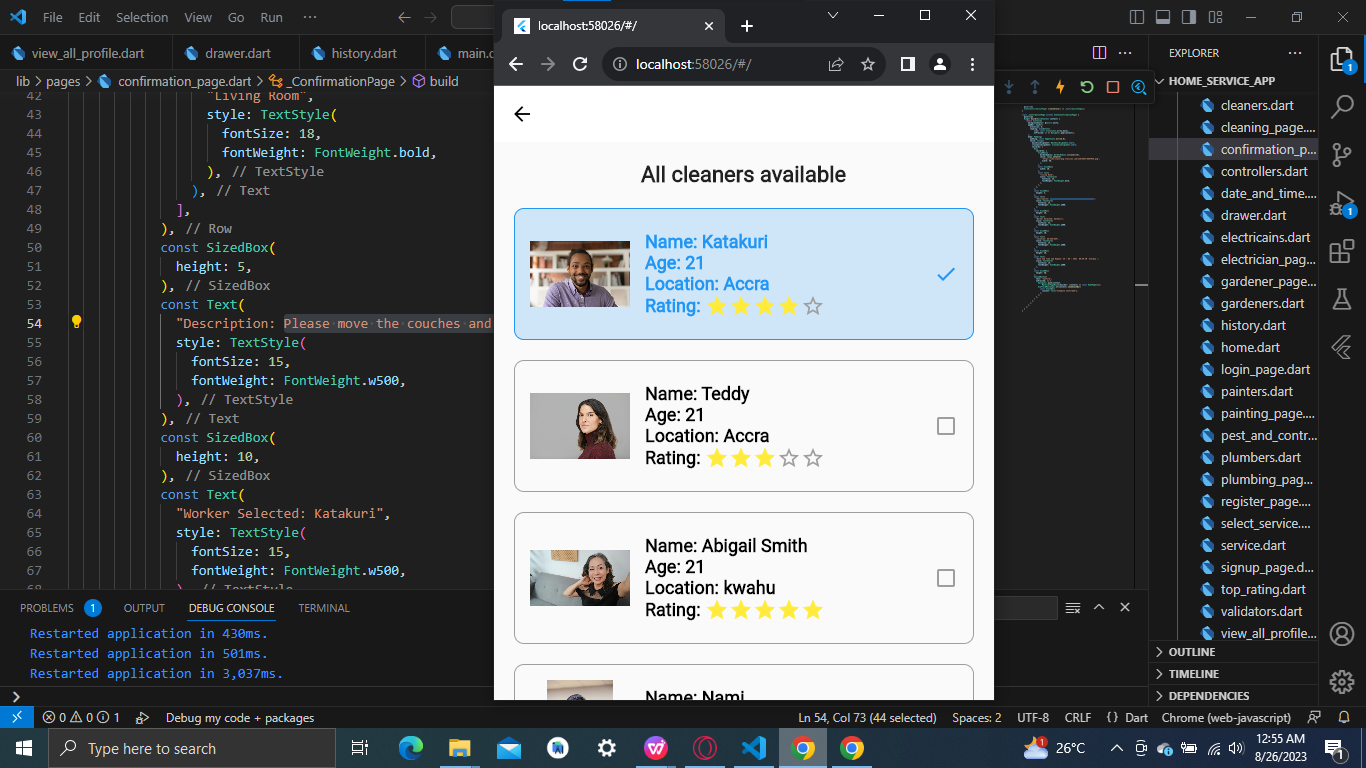 File Edit Selection View Go Run ...
view_all_profile.dart drawer.dart history.dart main.
lib > pages > confirmation_page.dart > _ConfirmationPage > build
42 "Living Room",
43 style: TextStyle(
44 fontSize: 18,
45 fontWeight: FontWeight.bold,
46 ), // TextStyle
47 ), // Text
48 ],
49 ), // Row
50 const SizedBox(
51 height: 5,
52 ), // SizedBox
53 const Text(
54 "Description: Please move the couches and
55 style: TextStyle(
56 fontSize: 15,
57 fontWeight: FontWeight.w500,
58 ), // TextStyle
59 ), // Text
60 const SizedBox(
61 height: 10,
62 ), // SizedBox
63 const Text(
64 "Worker Selected: Katakuri",
65 style: TextStyle(
66 fontSize: 15,
67 fontWeight: FontWeight.w500,
68 ), // TextStyle
PROBLEMS 1 OUTPUT DEBUG CONSOLE TERMINAL
Restarted application in 430ms.
Restarted application in 501ms.
Restarted application in 3,037ms.
localhost:58026/#/
localhost:58026/#/
All cleaners available
Name: Katakuri
Age: 21
Location: Accra
Rating:
Name: Teddy
Age: 21
Location: Accra
Rating:
Name: Abigail Smith
Age: 21
Location: kwahu
Rating:
Name: Nami
EXPLORER ...
HOME_SERVICE_APP
cleaners.dart
cleaning_page....
confirmation_p...
controllers.dart
date_and_time....
drawer.dart
electricains.dart
electrician_pag...
gardener_page...
gardeners.dart
history.dart
home.dart
login_page.dart
painters.dart
painting_page....
pest_and_contr...
plumbers.dart
plumbing_pag...
register_page....
select_service....
service.dart
signup_page.d...
top_rating.dart
validators.dart
view_all_profile...
OUTLINE
TIMELINE
DEPENDENCIES
1
1
0 0 1 Debug my code + packages Ln 54, Col 73 (44 selected) Spaces: 2 UTF-8 CRLF {} Dart Chrome (web-javascript)
Type here to search 1 26°C 12:55 AM
8/26/2023 1